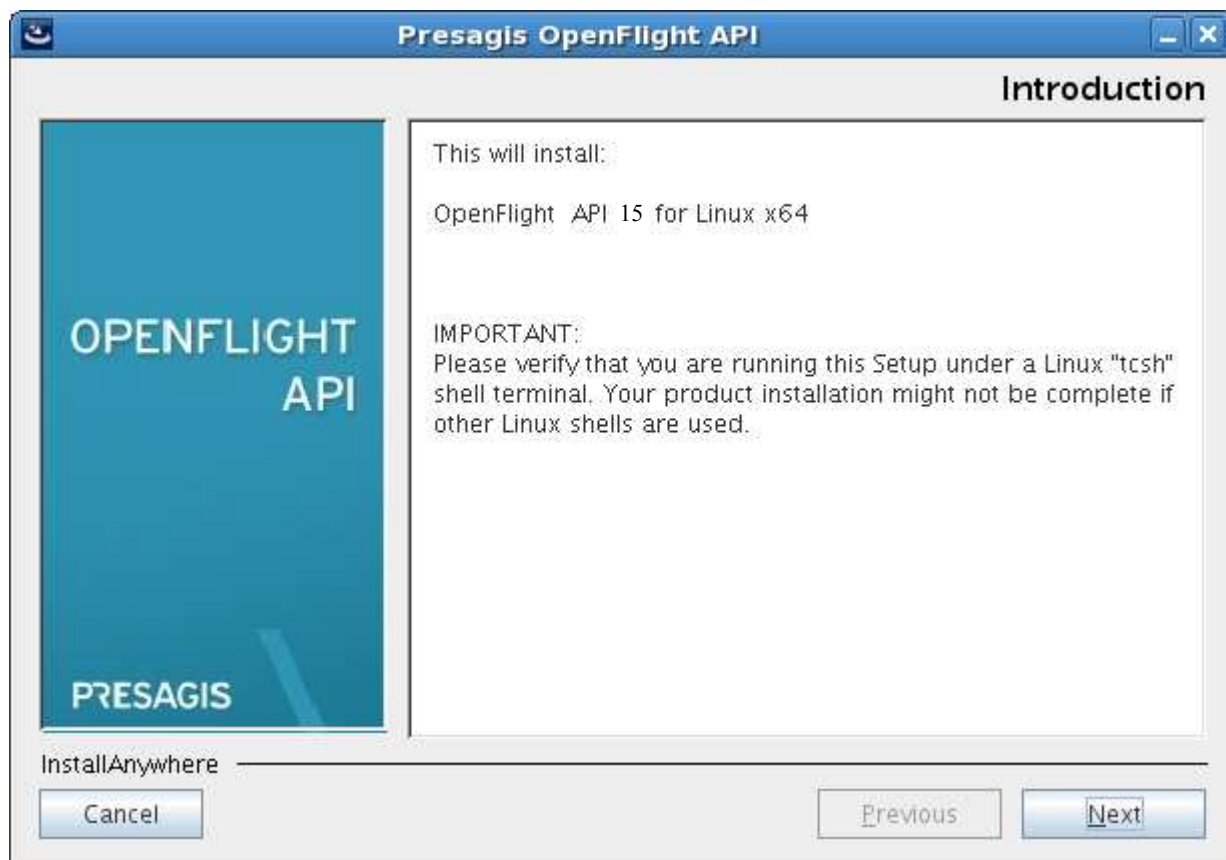 Presagis OpenFlight API
Introduction
OPENFLIGHT
API
PRESAGIS
This will install:
OpenFlight API 15 for Linux x64
IMPORTANT:
Please verify that you are running this Setup under a Linux "tcsh"
shell terminal. Your product installation might not be complete if
other Linux shells are used.
InstallAnywhere
Cancel
Previous
Next